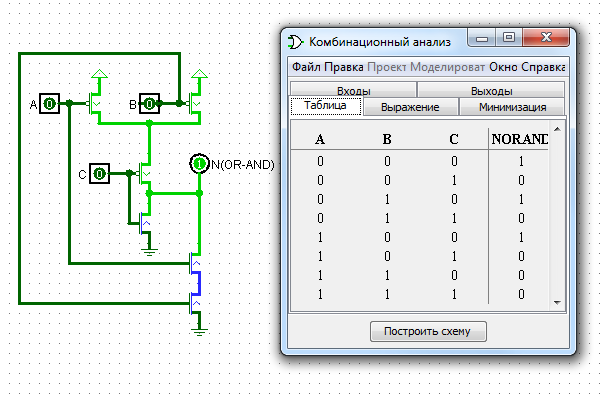 Комбинационный анализ
Файл Правка Проект Моделироват Окно Справка
Входы Выходы
Таблица Выражение Минимизация
A B C NORAND
0 0 0 1
0 0 1 0
0 1 0 1
0 1 1 0
1 0 0 1
1 0 1 0
1 1 0 0
1 1 1 0
Построить схему
A 0 B 0
C 0 1 N(OR-AND)